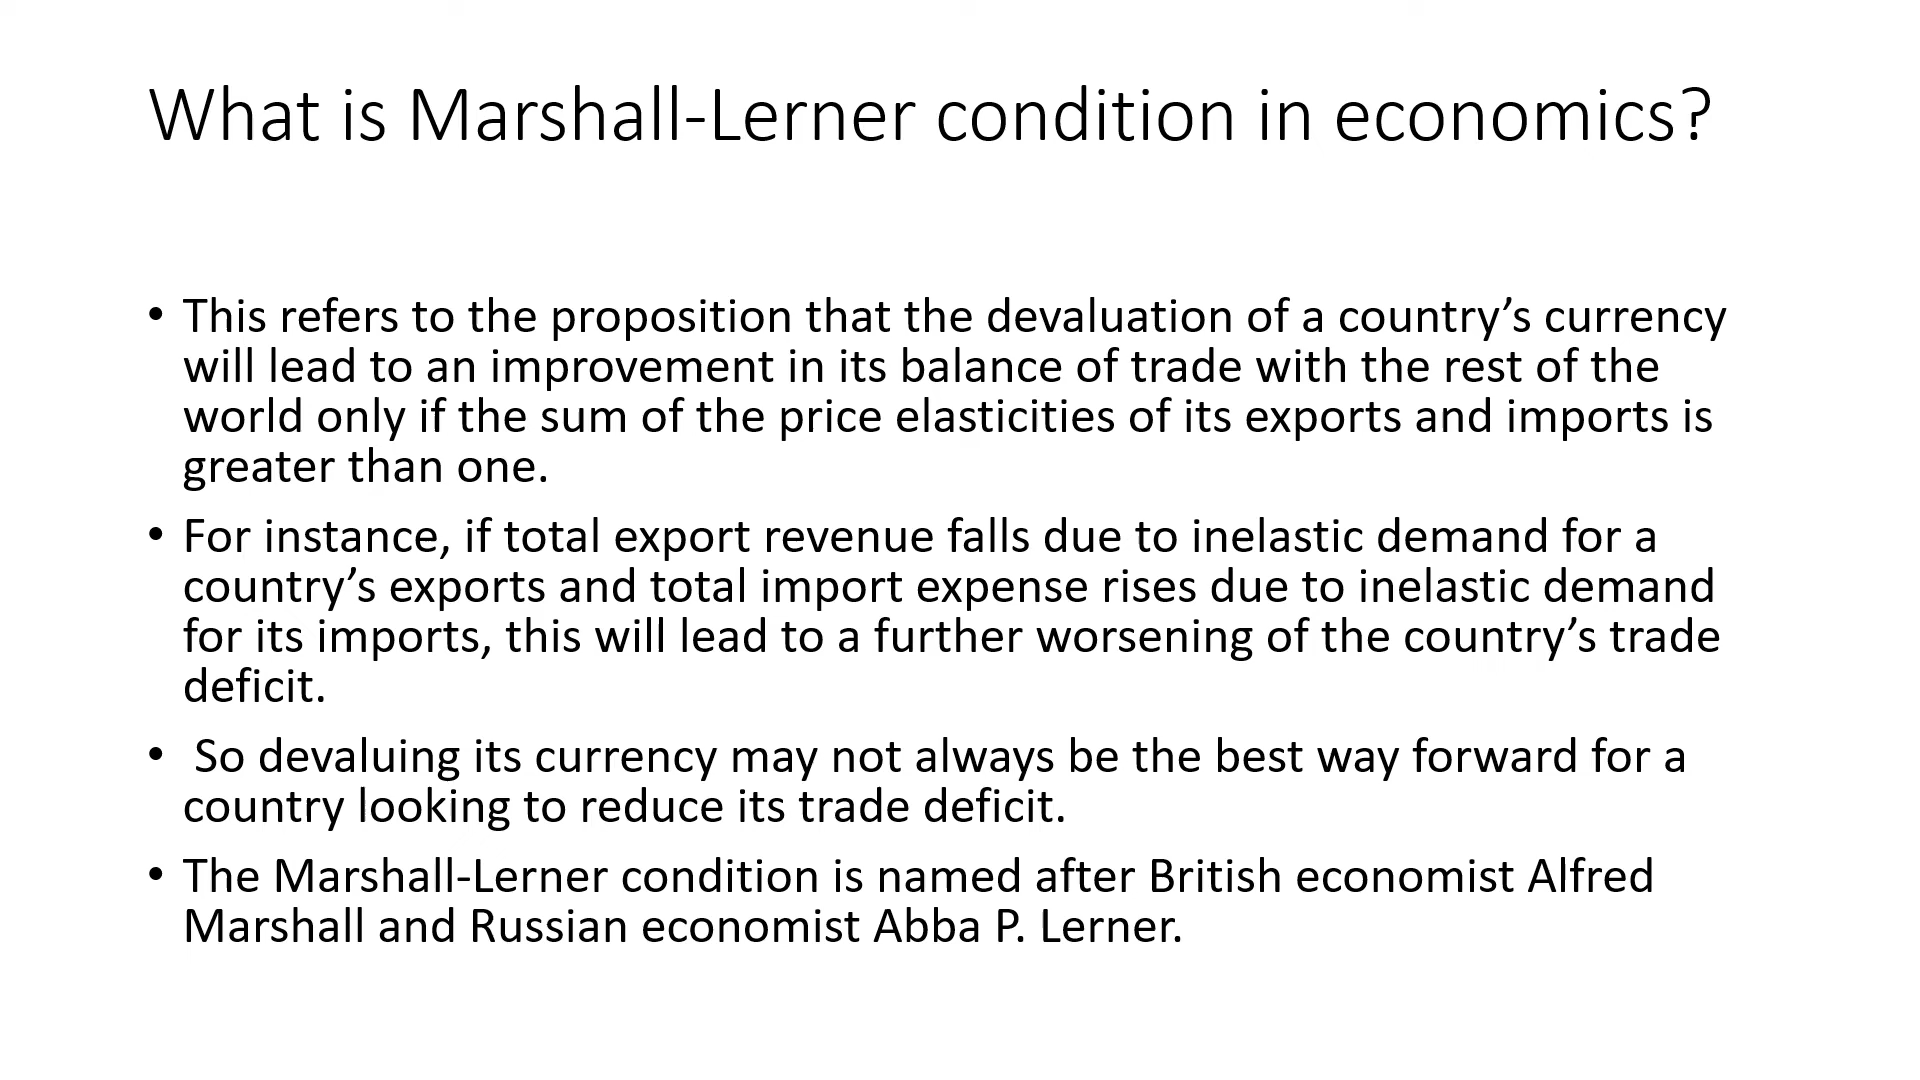 What is Marshall-Lerner condition in economics?
• This refers to the proposition that the devaluation of a country’s currency
will lead to an improvement in its balance of trade with the rest of the
world only if the sum of the price elasticities of its exports and imports is
greater than one.
• For instance, if total export revenue falls due to inelastic demand for a
country’s exports and total import expense rises due to inelastic demand
for its imports, this will lead to a further worsening of the country’s trade
deficit.
• So devaluing its currency may not always be the best way forward for a
country looking to reduce its trade deficit.
• The Marshall-Lerner condition is named after British economist Alfred
Marshall and Russian economist Abba P. Lerner.